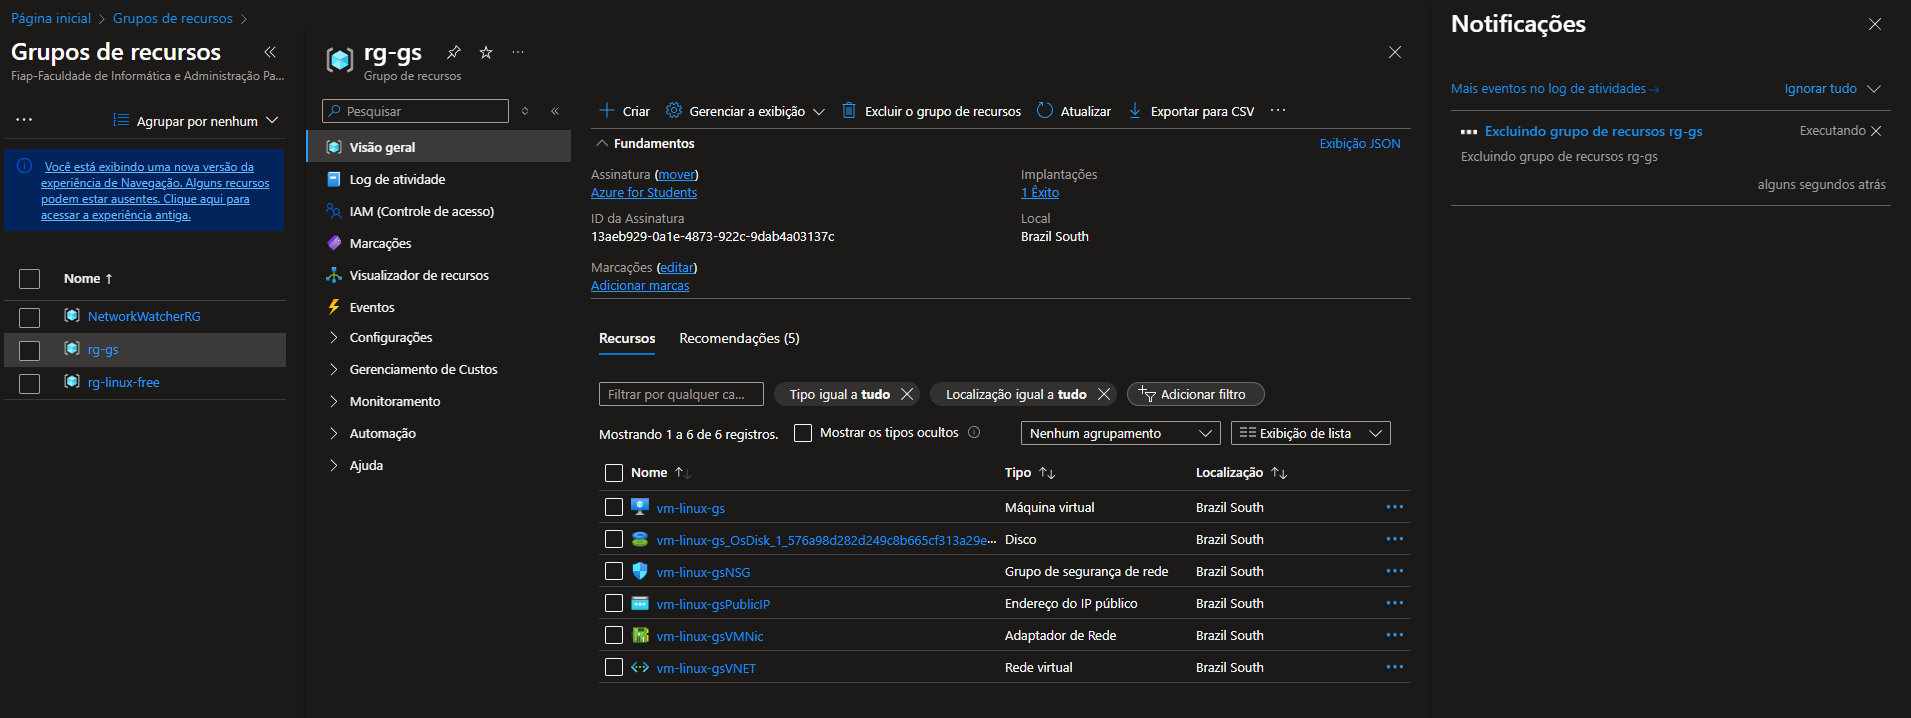 Página inicial > Grupos de recursos >
Grupos de recursos
Fiap-Faculdade de Informática e Administração Pa...
Agrupar por nenhum
Você está exibindo uma nova versão da
experiência de Navegação. Alguns recursos
podem estar ausentes. Clique aqui para
acessar a experiência antiga.
Nome ↑
NetworkWatcherRG
rg-gs
rg-linux-free
rg-gs
Grupo de recursos
Pesquisar
Visão geral
Log de atividade
IAM (Controle de acesso)
Marcações
Visualizador de recursos
Eventos
Configurações
Gerenciamento de Custos
Monitoramento
Automação
Ajuda
Criar Gerenciar a exibição Excluir o grupo de recursos Atualizar Exportar para CSV
Fundamentos Exibição JSON
Assinatura (mover)
Azure for Students
ID da Assinatura
13aeb929-0a1e-4873-922c-9dab4a03137c
Marcações (editar)
Adicionar marcas
Implantações
1 Êxito
Local
Brazil South
Recursos Recomendações (5)
Filtrar por qualquer ca... Tipo igual a tudo Localização igual a tudo Adicionar filtro
Mostrando 1 a 6 de 6 registros. Mostrar os tipos ocultos Nenhum agrupamento Exibição de lista
Nome Tipo Localização
vm-linux-gs Máquina virtual Brazil South
vm-linux-gs_OsDisk_1_576a98d282d249c8b665cf313a29e... Disco Brazil South
vm-linux-gsNSG Grupo de segurança de rede Brazil South
vm-linux-gsPublicIP Endereço do IP público Brazil South
vm-linux-gsVMNic Adaptador de Rede Brazil South
vm-linux-gsVNET Rede virtual Brazil South
Notificações
Mais eventos no log de atividades → Ignorar tudo
Excluindo grupo de recursos rg-gs Executando
Excluindo grupo de recursos rg-gs
alguns segundos atrás